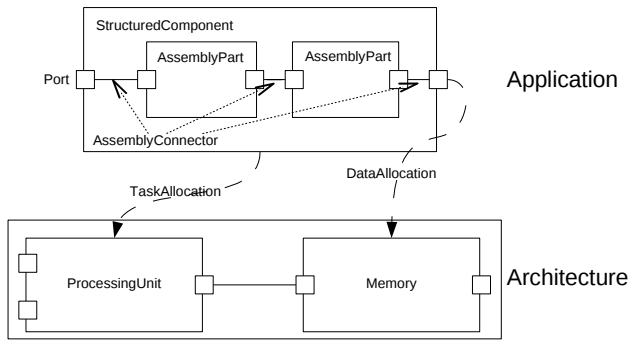 StructuredComponent
AssemblyPart
AssemblyPart
Port
Application
AssemblyConnector
DataAllocation
TaskAllocation
ProcessingUnit
Memory
Architecture